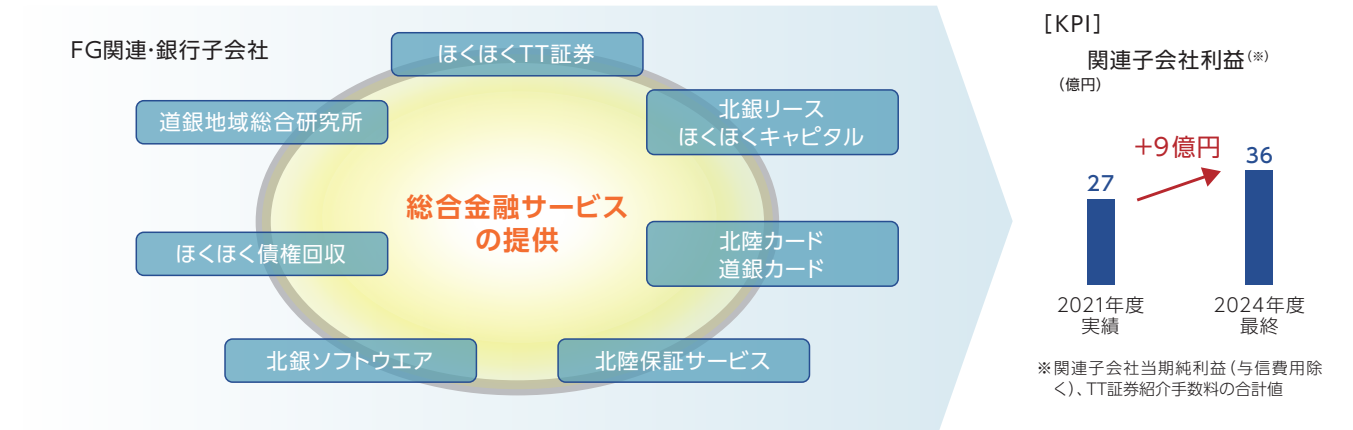 FG関連・銀行子会社
ほくほくTT証券
道銀地域総合研究所
北銀リース
ほくほくキャピタル
総合金融サービス
の提供
ほくほく債権回収
北陸カード
道銀カード
北銀ソフトウエア
北陸保証サービス
[KPI]
関連子会社利益(※)
(億円)
+9億円
27
36
2021年度
実績
2024年度
最終
※関連子会社当期純利益(与信費用除
く)、TT証券紹介手数料の合計値